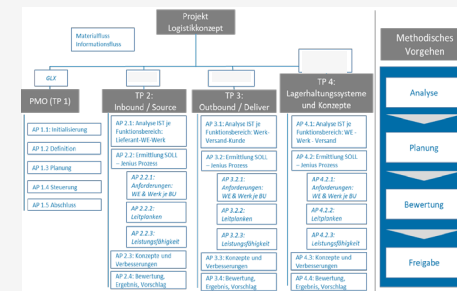 Projekt
Logistikkonzept
Materialfluss
Informationfluss
GLX
PMO (TP 1)
AP 1.1: Initialisierung
AP 1.2 Definition
AP 1.3 Planung
AP 1.4 Steuerung
AP 1.5 Abschluss
TP 2:
Inbound / Source
AP 2.1: Analyse IST je
Funktionsbereich:
Lieferant-WE-Werk
AP 2.2: Ermittlung SOLL
– Jenius Prozess
AP 2.2.1:
Anforderungen:
WE & Werk je BU
AP 2.2.2:
Leitplanken
AP 2.2.3:
Leistungsfähigkeit
AP 2.3: Konzepte und
Verbesserungen
AP 2.4: Bewertung,
Ergebnis, Vorschlag
TP 3:
Outbound / Deliver
AP 3.1: Analyse IST je
Funktionsbereich: Werk-
Versand-Kunde
AP 3.2: Ermittlung SOLL
– Jenius Prozess
AP 3.2.1:
Anforderungen:
WE & Werk je BU
AP 3.2.2:
Leitplanken
AP 3.2.3:
Leistungsfähigkeit
AP 3.3: Konzepte und
Verbesserungen
AP 3.4: Bewertung,
Ergebnis, Vorschlag
TP 4:
Lagerhaltungssysteme
und Konzepte
AP 4.1: Analyse IST je
Funktionsbereich: WE -
Werk - Versand
AP 4.2: Ermittlung SOLL
– Jenius Prozess
AP 4.2.1:
Anforderungen:
WE & Werk je BU
AP 4.2.2:
Leitplanken
AP 4.2.3:
Leistungsfähigkeit
AP 4.3: Konzepte und
Verbesserungen
AP 4.4: Bewertung,
Ergebnis, Vorschlag
Methodisches
Vorgehen
Analyse
Planung
Bewertung
Freigabe